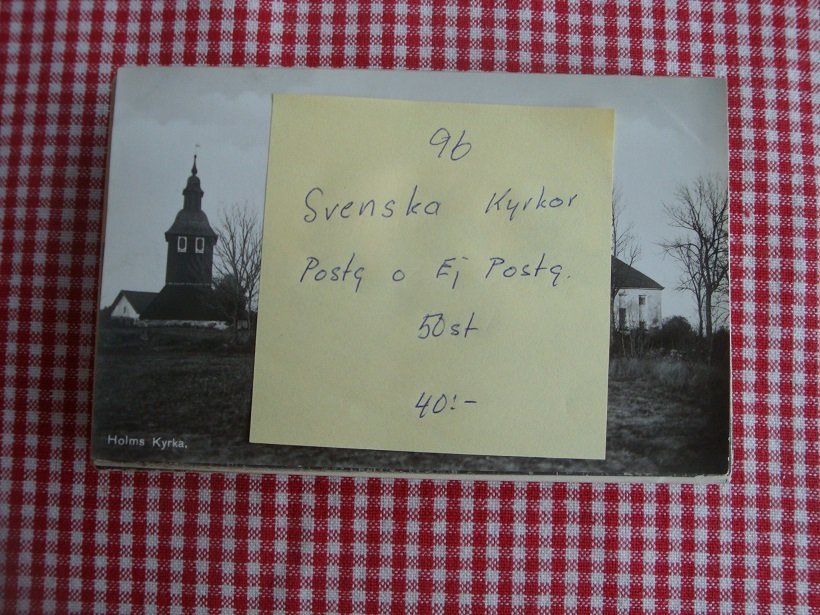 96
Svenska Kyrkor
Postg o Ej Postg.
50st
40:-
Holms Kyrka.